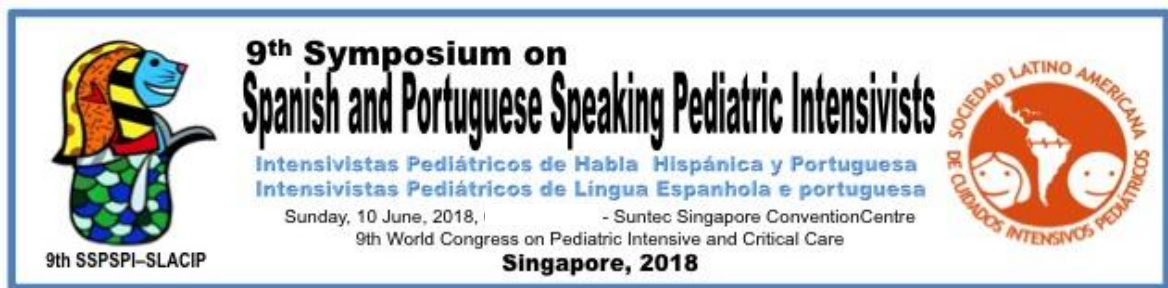 9th Symposium on
Spanish and Portuguese Speaking Pediatric Intensivists
Intensivistas Pediátricos de Habla Hispánica y Portuguesa
Intensivistas Pediátricos de Língua Espanhola e portuguesa
Sunday, 10 June, 2018, - Suntec Singapore ConventionCentre
9th World Congress on Pediatric Intensive and Critical Care
Singapore, 2018
9th SSPSPI–SLACIP
SOCIEDAD LATINO AMERICANA
DE CUIDADOS INTENSIVOS PEDIÁTRICOS